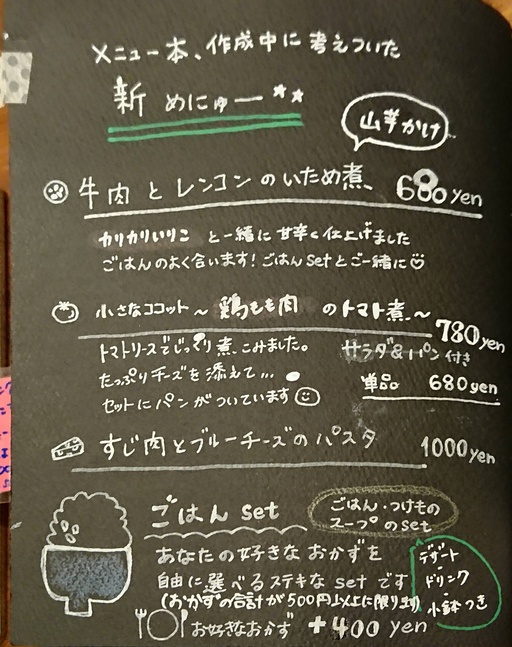 メニュー本、作成中に考えついた
新 めにゅー
山芋かけ
牛肉とレンコンのいため煮 680yen
カリカリいりこ と一緒に甘辛く仕上げました
ごはんのよく合います!ごはんsetとご一緒に
小さなココット〜鶏もも肉 のトマト煮〜 780yen
トマトソースでじっくり煮こみました。 サラダ&パン付き
たっぷりチーズを添えて… 単品 680yen
セットにパンがついています
すじ肉とブルーチーズのパスタ 1000yen
ごはんset
ごはん・つけもの
スープのset
あなたの好きなおかずを
自由に選べるステキなsetです
(おかずの合計が500円以上に限ります)
お好きなおかず +400yen
デザート
ドリンク
小鉢つき